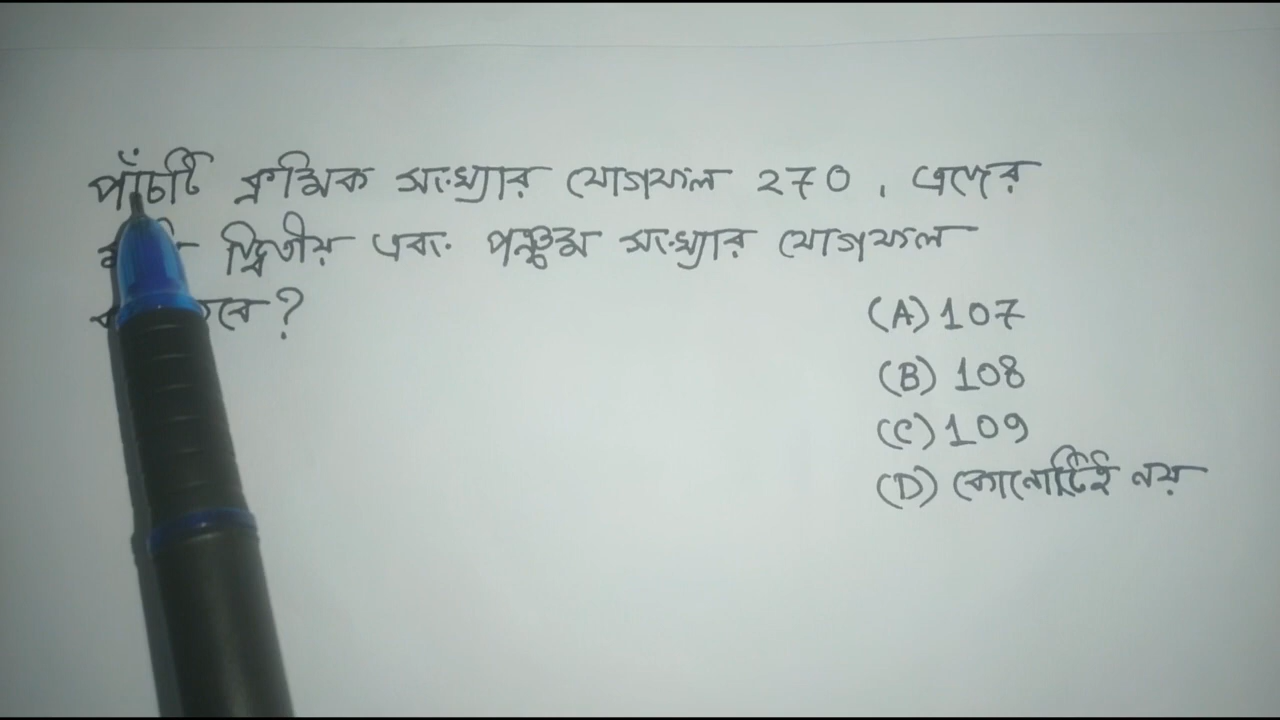 পাঁচটি ক্রমিক সংখ্যার যোগফল 270, এদের
দ্বিতীয় এবং পঞ্চম সংখ্যার যোগফল
?
(A) 107
(B) 108
(C) 109
(D) কোনোটিই নয়